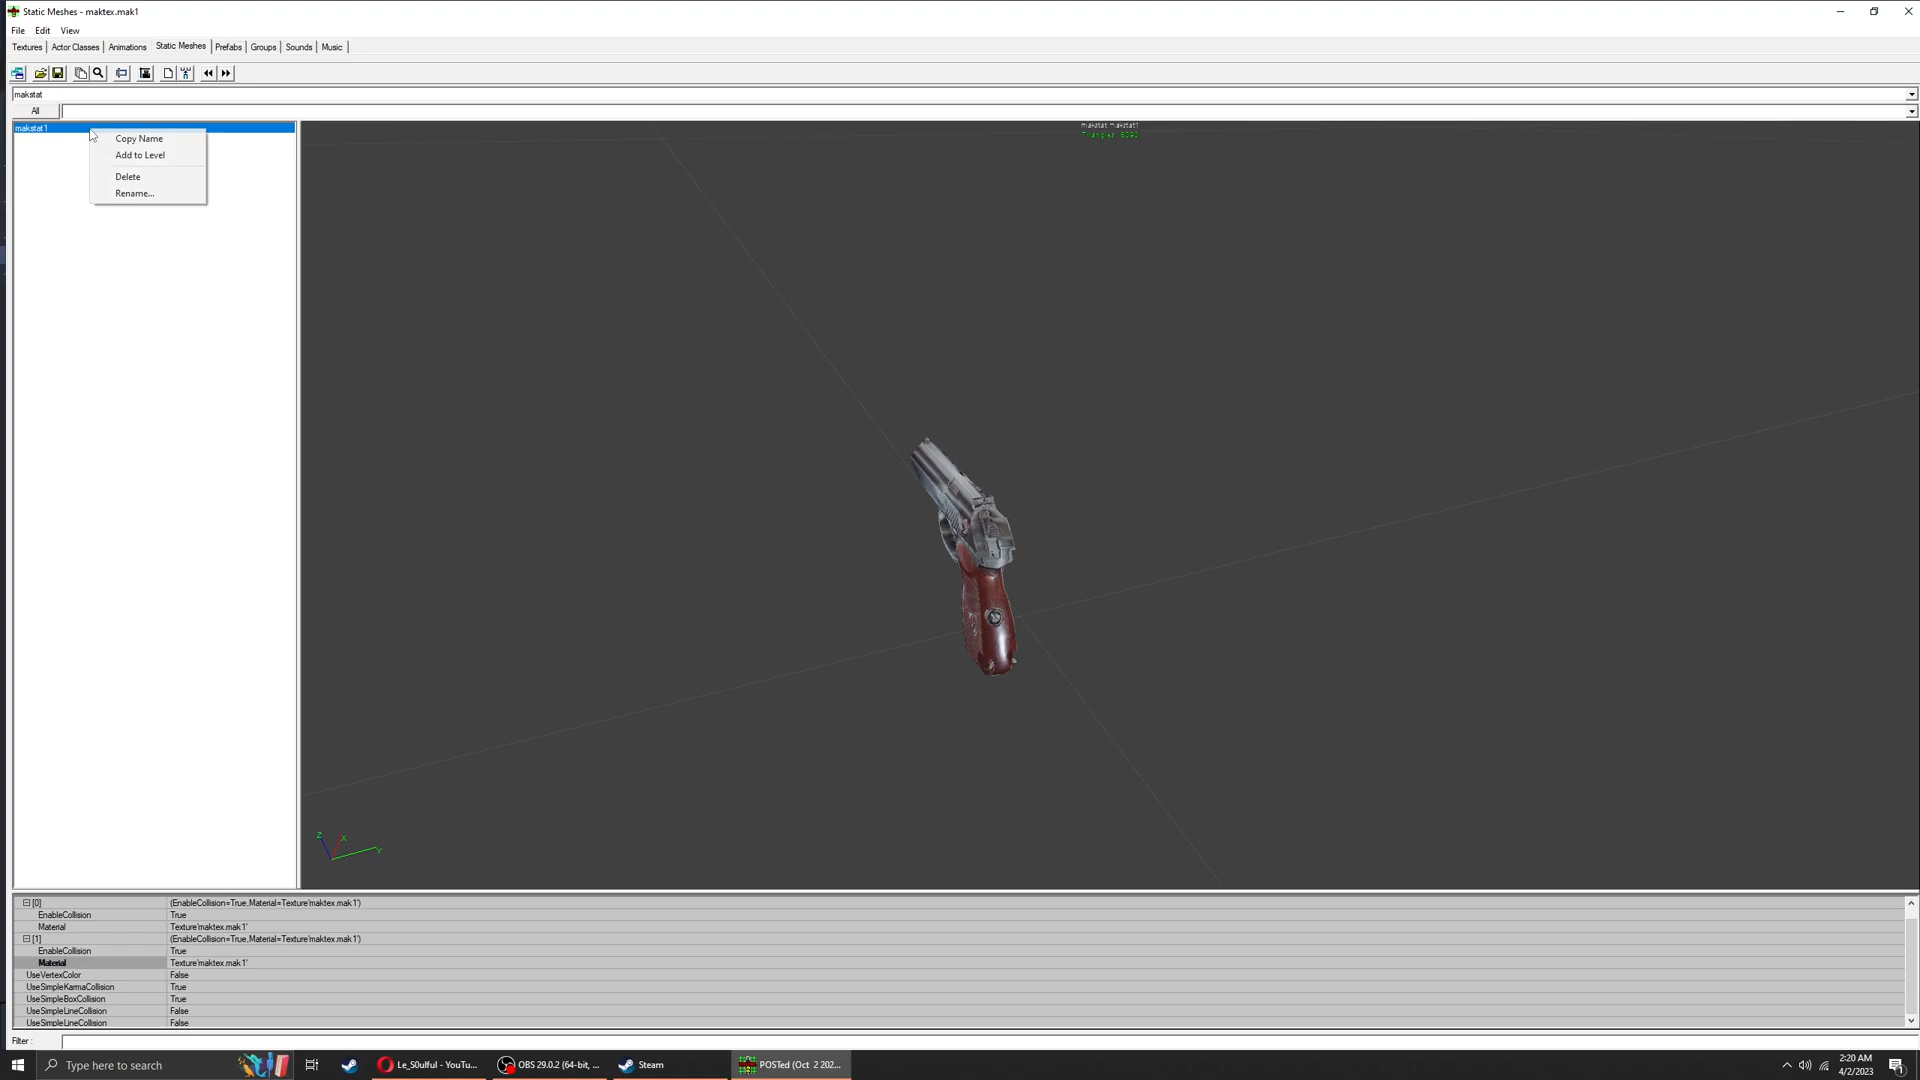 Static Meshes - maktex.mak1
File Edit View
Textures Actor Classes Animations Static Meshes Prefabs Groups Sounds Music
makstat
All
makstat1
Copy Name
Add to Level
Delete
Rename...
makstat makstat1
Z X Y
[0] (EnableCollision=True,Material=Texture'maktex.mak1')
EnableCollision True
Material Texture'maktex.mak1'
[1] (EnableCollision=True,Material=Texture'maktex.mak1')
EnableCollision True
Material Texture'maktex.mak1'
UseVertexColor False
UseSimpleKarmaCollision True
UseSimpleBoxCollision True
UseSimpleLineCollision False
UseSimpleLineCollision False
Filter :
Type here to search
Le_S0ulful - YouTu...
OBS 29.0.2 (64-bit, ...
Steam
POSTed (Oct 2 202...
2:20 AM
4/2/2023
1